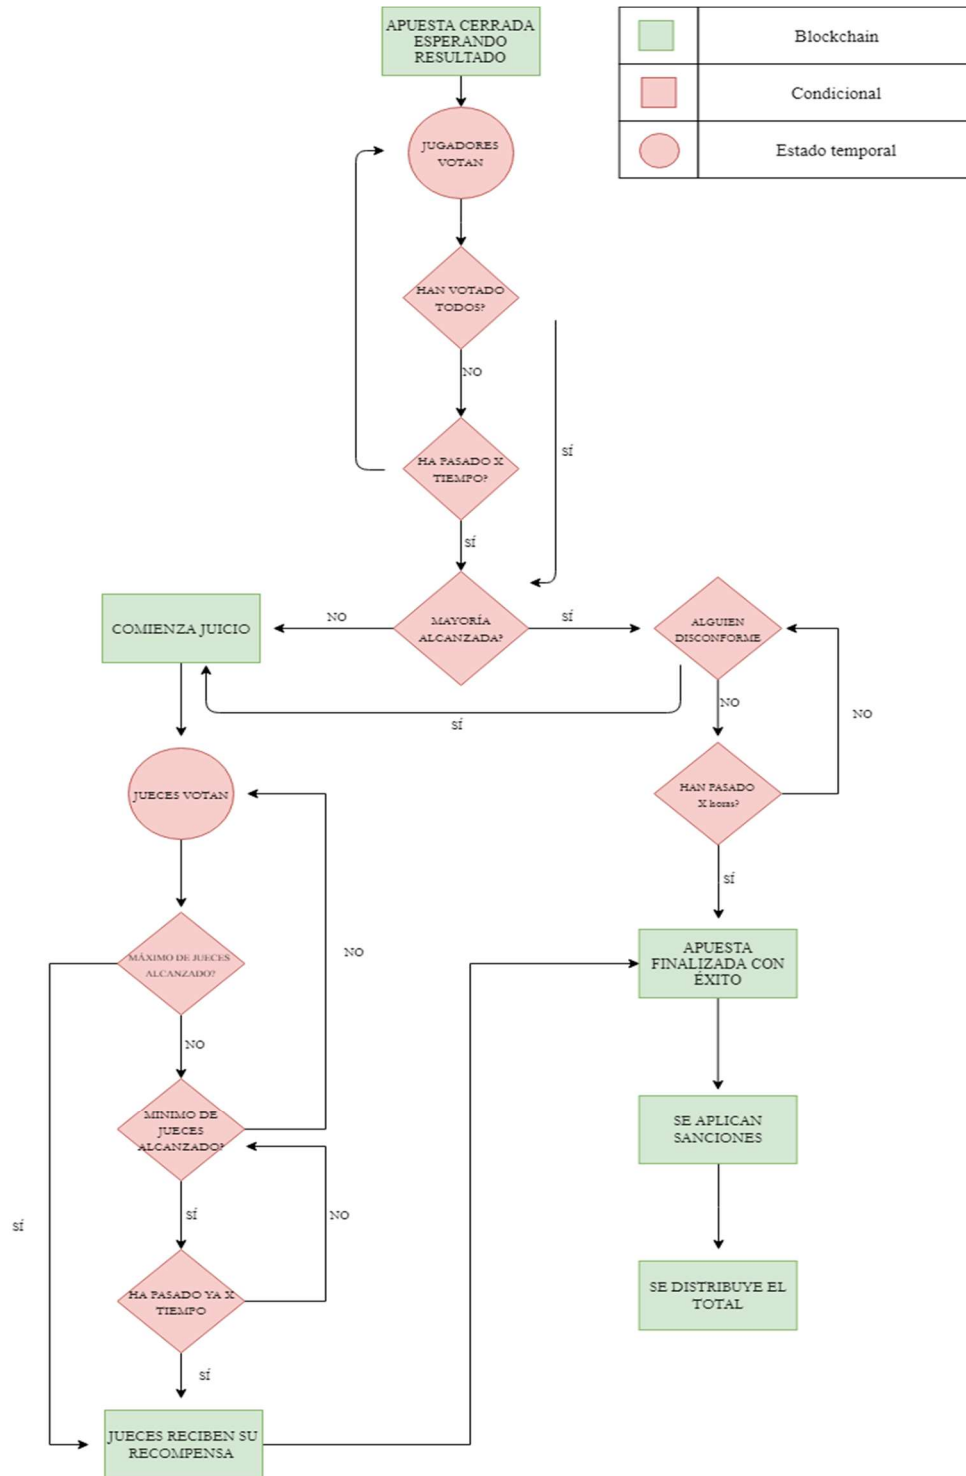 APUESTA CERRADA
ESPERANDO
RESULTADO
Blockchain
Condicional
Estado temporal
JUGADORES
VOTAN
HAN VOTADO
TODOS?
NO
SÍ
HA PASADO X
TIEMPO?
SÍ
COMIENZA JUICIO
NO
MAYORÍA
ALCANZADA?
SÍ
ALGUIEN
DISCONFORME
NO
NO
SÍ
HAN PASADO
X horas?
SÍ
JUECES VOTAN
MÁXIMO DE JUECES
ALCANZADO?
NO
NO
APUESTA
FINALIZADA CON
ÉXITO
MINIMO DE
JUECES
ALCANZADO?
SE APLICAN
SANCIONES
SÍ
SÍ
NO
HA PASADO YA X
TIEMPO
SE DISTRIBUYE EL
TOTAL
SÍ
JUECES RECIBEN SU
RECOMPENSA